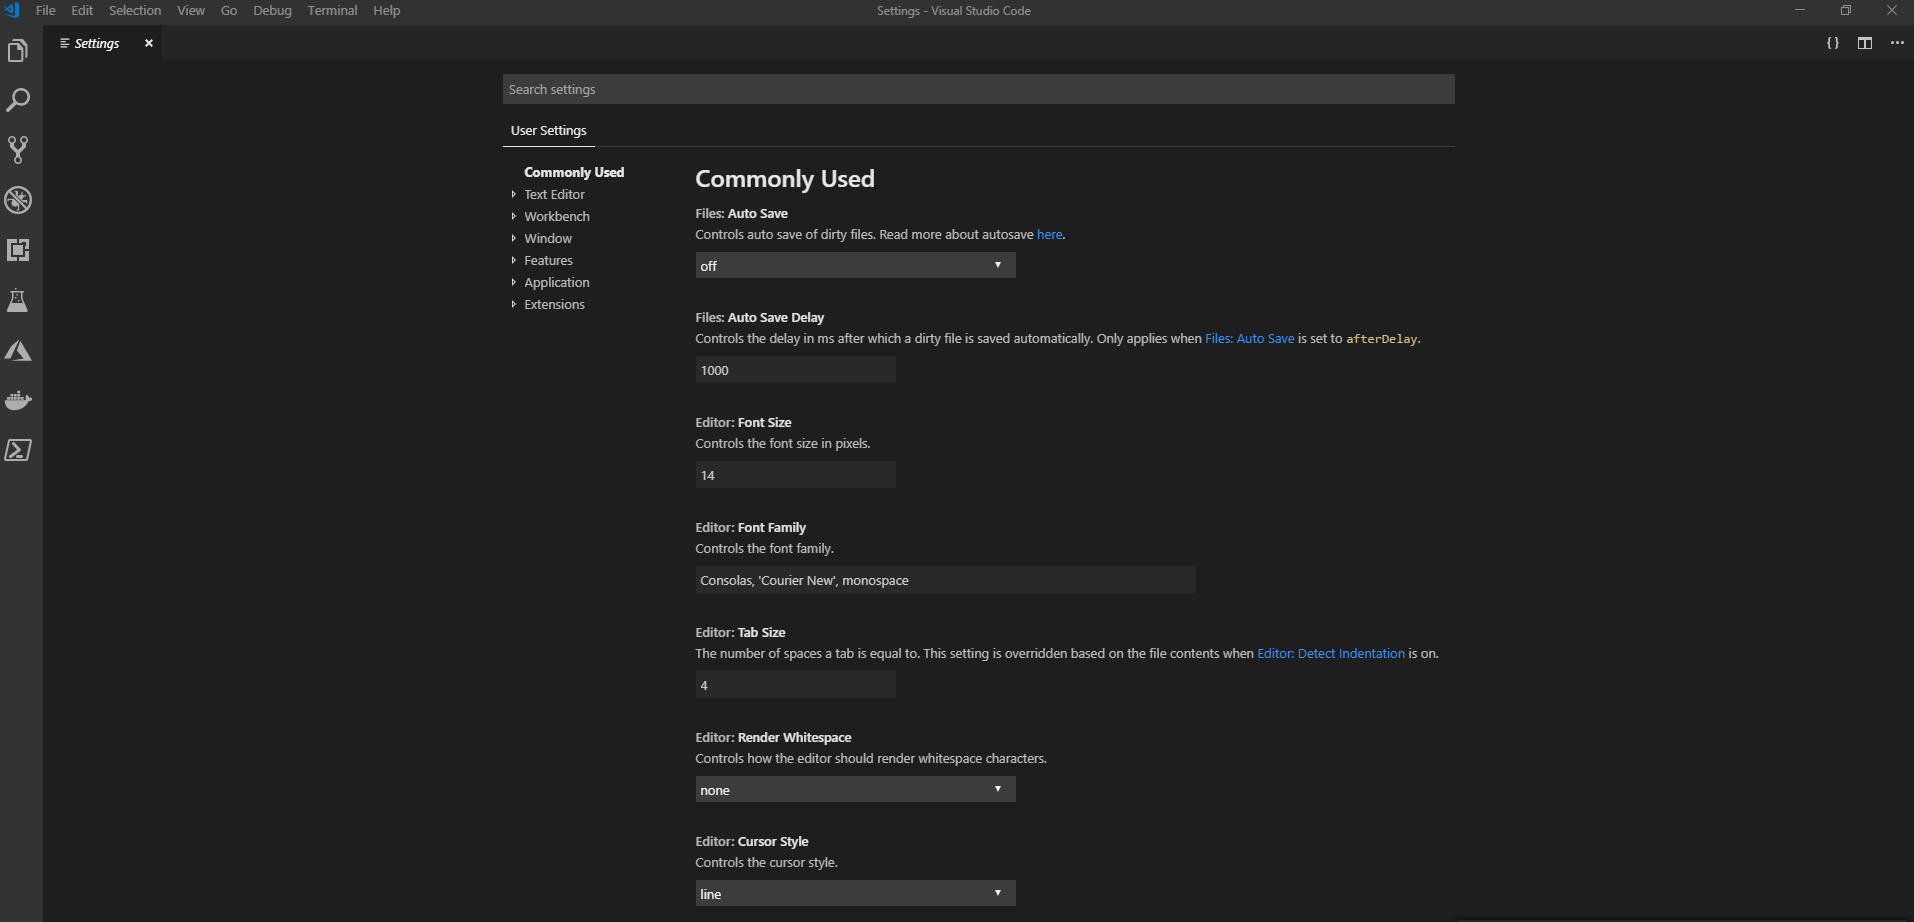 File Edit Selection View Go Debug Terminal Help
Settings - Visual Studio Code
Settings
Search settings
User Settings
Commonly Used
Text Editor
Workbench
Window
Features
Application
Extensions
Commonly Used
Files: Auto Save
Controls auto save of dirty files. Read more about autosave here.
off
Files: Auto Save Delay
Controls the delay in ms after which a dirty file is saved automatically. Only applies when Files: Auto Save is set to afterDelay.
1000
Editor: Font Size
Controls the font size in pixels.
14
Editor: Font Family
Controls the font family.
Consolas, 'Courier New', monospace
Editor: Tab Size
The number of spaces a tab is equal to. This setting is overridden based on the file contents when Editor: Detect Indentation is on.
4
Editor: Render Whitespace
Controls how the editor should render whitespace characters.
none
Editor: Cursor Style
Controls the cursor style.
line